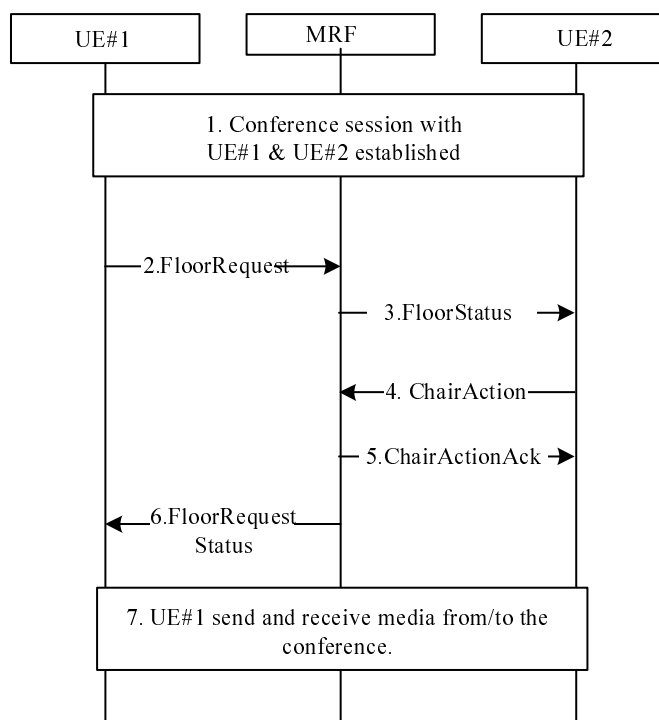 UE#1
MRF
UE#2
1. Conference session with
UE#1 & UE#2 established
2.FloorRequest
3.FloorStatus
4. ChairAction
5.ChairActionAck
6.FloorRequest
Status
7. UE#1 send and receive media from/to the
conference.